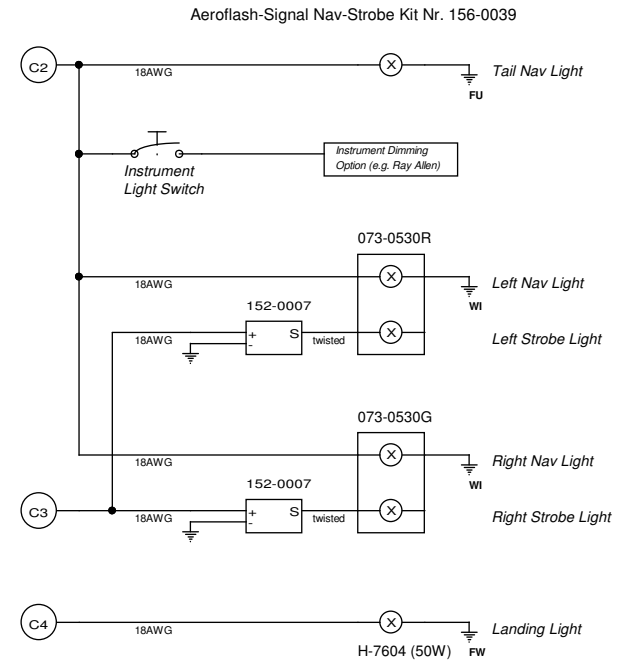 Aeroflash-Signal Nav-Strobe Kit Nr. 156-0039
C2
18AWG
X
Tail Nav Light
FU
Instrument
Light Switch
Instrument Dimming
Option (e.g. Ray Allen)
073-0530R
18AWG
X
Left Nav Light
WI
152-0007
18AWG
+
-
S
twisted
X
Left Strobe Light
073-0530G
18AWG
X
Right Nav Light
WI
152-0007
C3
18AWG
+
-
S
twisted
X
Right Strobe Light
C4
18AWG
X
Landing Light
H-7604 (50W)
FW